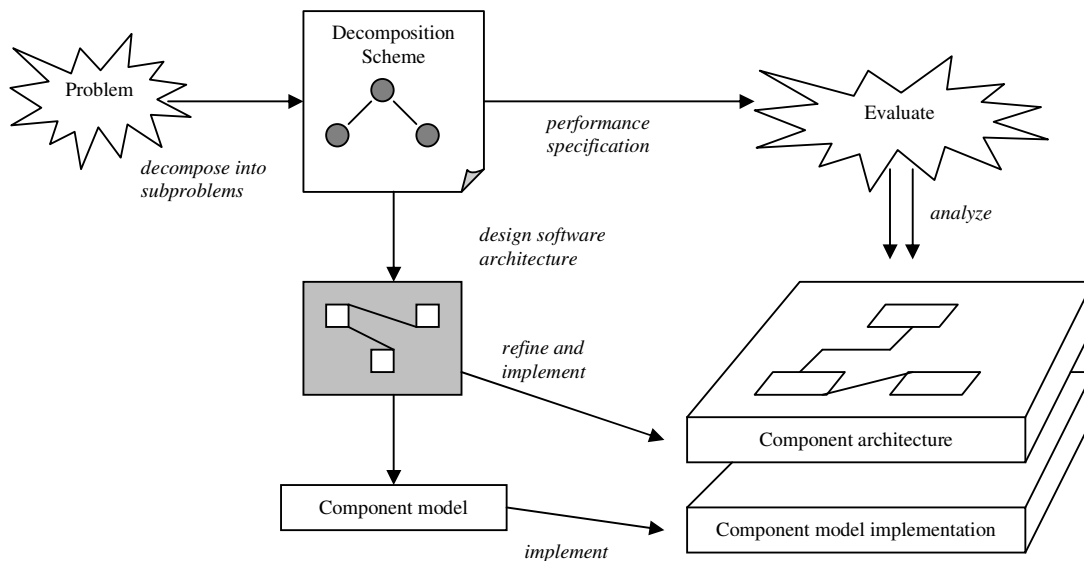 Decomposition
Scheme
Problem
Evaluate
performance
specification
decompose into
subproblems
analyze
design software
architecture
refine and
implement
Component architecture
Component model
Component model implementation
implement